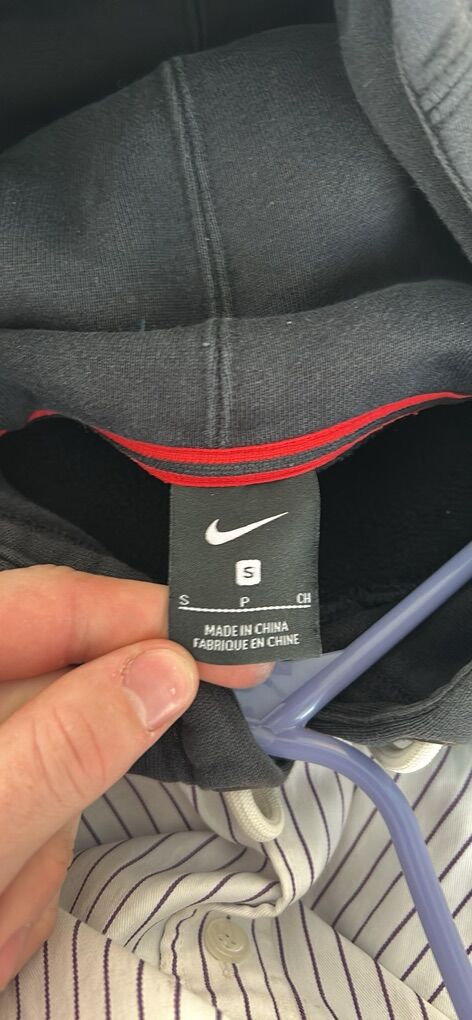 S
S P CH
MADE IN CHINA
FABRIQUE EN CHINE